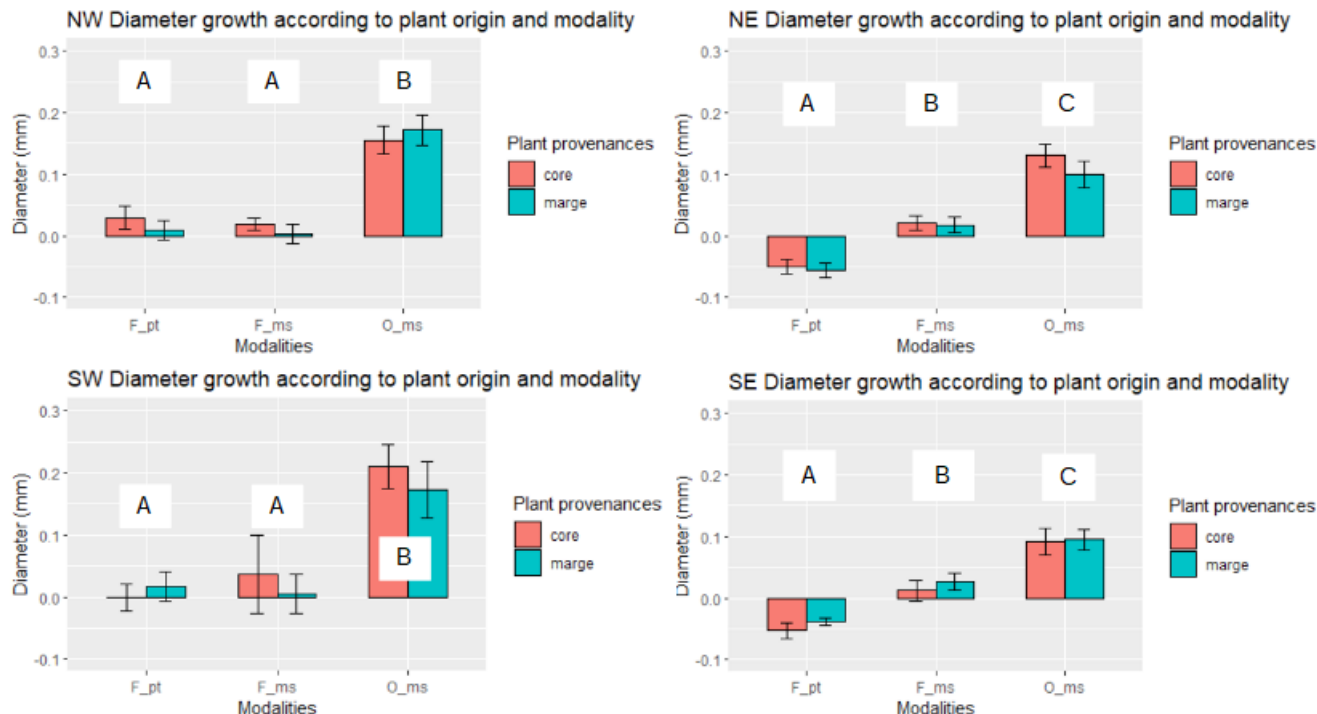 NW Diameter growth according to plant origin and modality
0.3
0.2
0.1
0.0
-0.1
Diameter (mm)
A
A
B
F_pt
F_ms
O_ms
Modalities
Plant provenances
core
marge
NE Diameter growth according to plant origin and modality
0.3
0.2
0.1
0.0
-0.1
Diameter (mm)
A
B
C
F_pt
F_ms
O_ms
Modalities
Plant provenances
core
marge
SW Diameter growth according to plant origin and modality
0.3
0.2
0.1
0.0
-0.1
Diameter (mm)
A
A
B
F_pt
F_ms
O_ms
Modalities
Plant provenances
core
marge
SE Diameter growth according to plant origin and modality
0.3
0.2
0.1
0.0
-0.1
Diameter (mm)
A
B
C
F_pt
F_ms
O_ms
Modalities
Plant provenances
core
marge